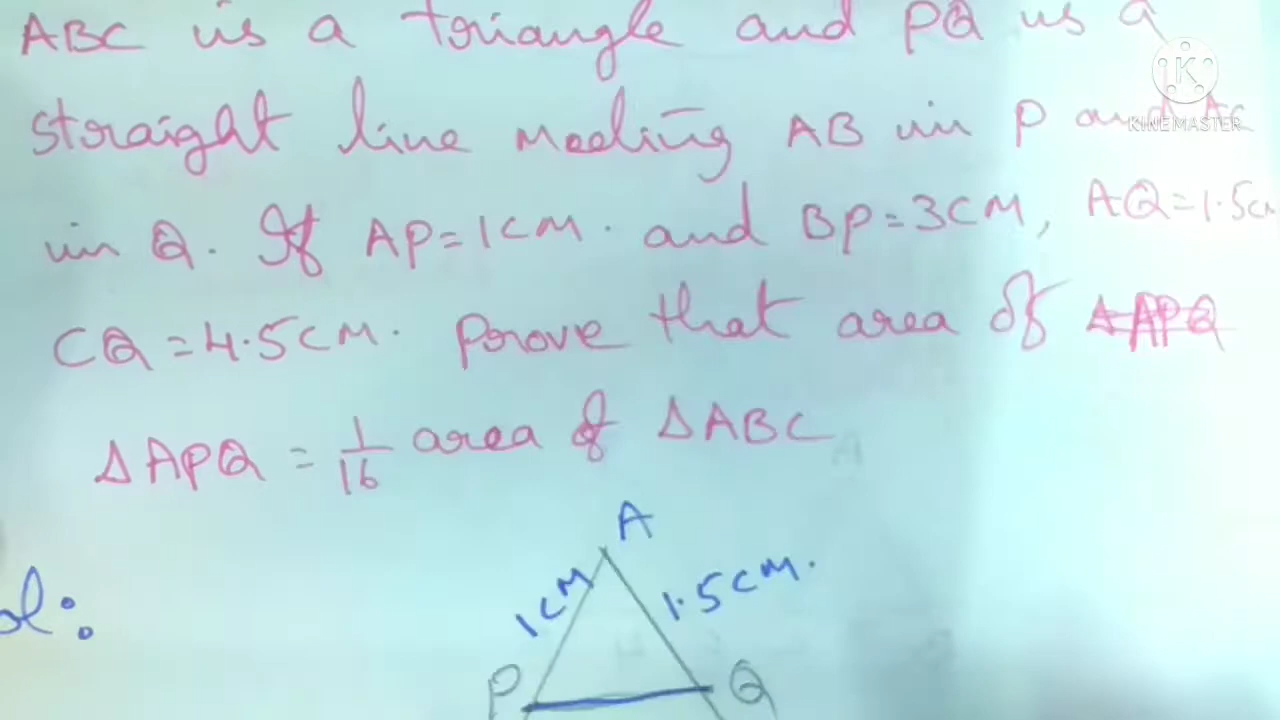 ABC is a triangle and PQ is a
straight line meeting AB in P and AC
in Q. If AP=1CM. and BP=3CM, AQ=1.5CM
CQ=4.5CM. Prove that area of ΔAPQ
ΔAPQ = 1/16 area of ΔABC
KINEMASTER
A
1CM
1.5CM.
ol:
P
Q